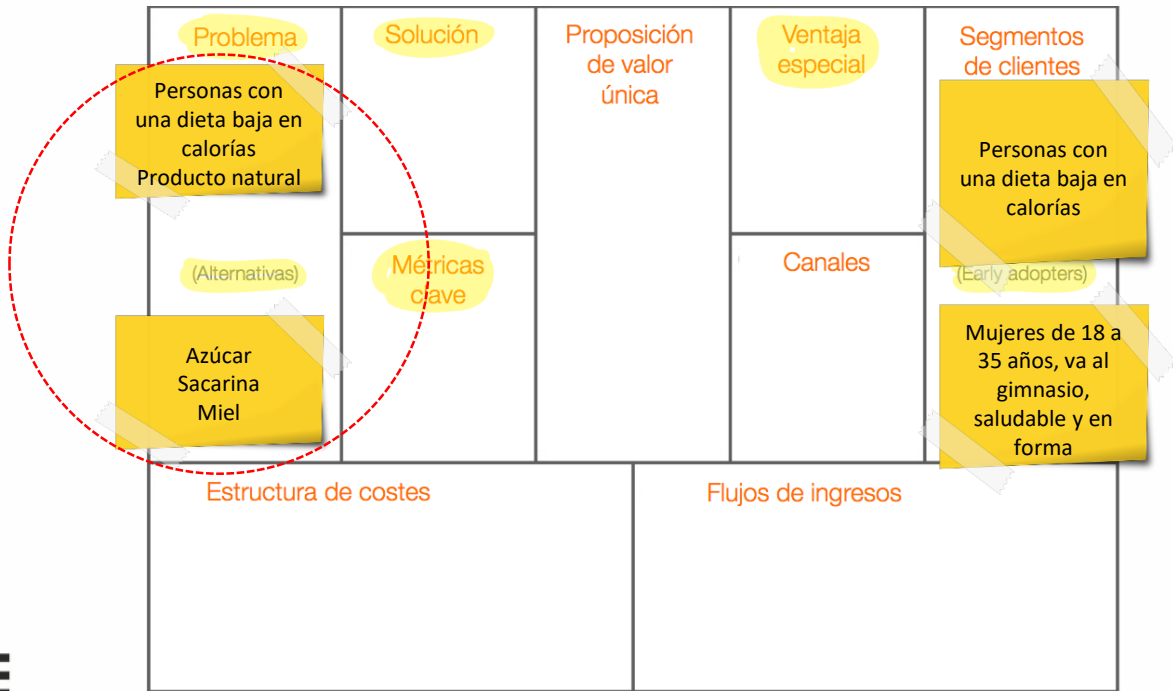 Problema
Personas con
una dieta baja en
calorías
Producto natural
(Alternativas)
Azúcar
Sacarina
Miel
Solución
Métricas
clave
Proposición
de valor
única
Ventaja
especial
Canales
Segmentos
de clientes
Personas con
una dieta baja en
calorías
(Early adopters)
Mujeres de 18 a
35 años, va al
gimnasio,
saludable y en
forma
Estructura de costes
Flujos de ingresos